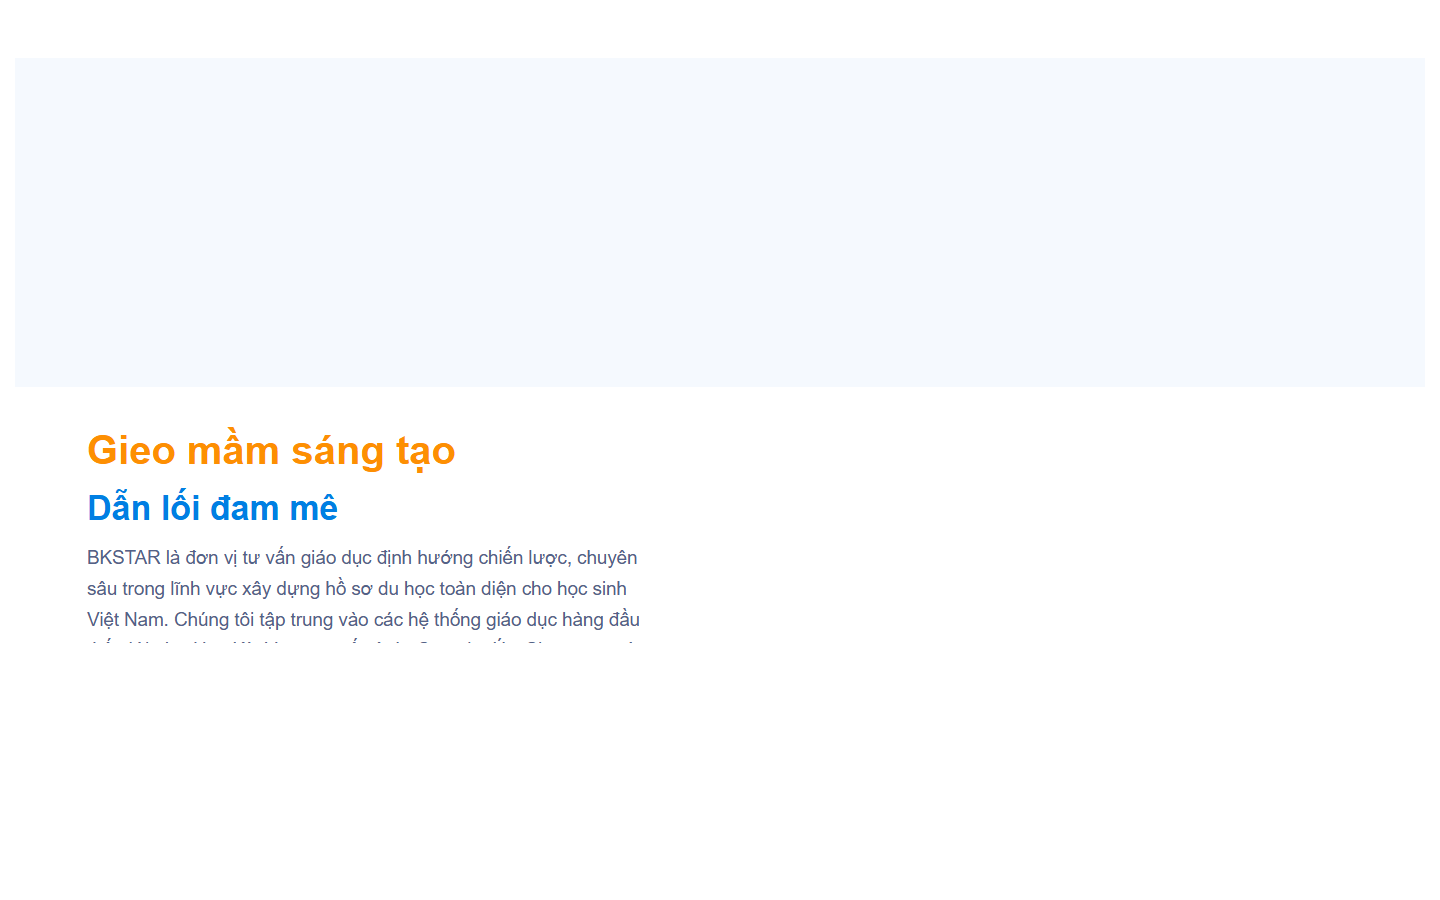 Gieo mầm sáng tạo
Dẫn lối đam mê
BKSTAR là đơn vị tư vấn giáo dục định hướng chiến lược, chuyên
sâu trong lĩnh vực xây dựng hồ sơ du học toàn diện cho học sinh
Việt Nam. Chúng tôi tập trung vào các hệ thống giáo dục hàng đầu